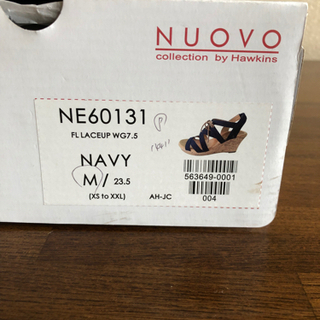 NUOVO
collection by Hawkins
NE60131
FL LACEUP WG7.5
NAVY
M/ 23.5
(XS to XXL)
AH-JC
563649-0001
004